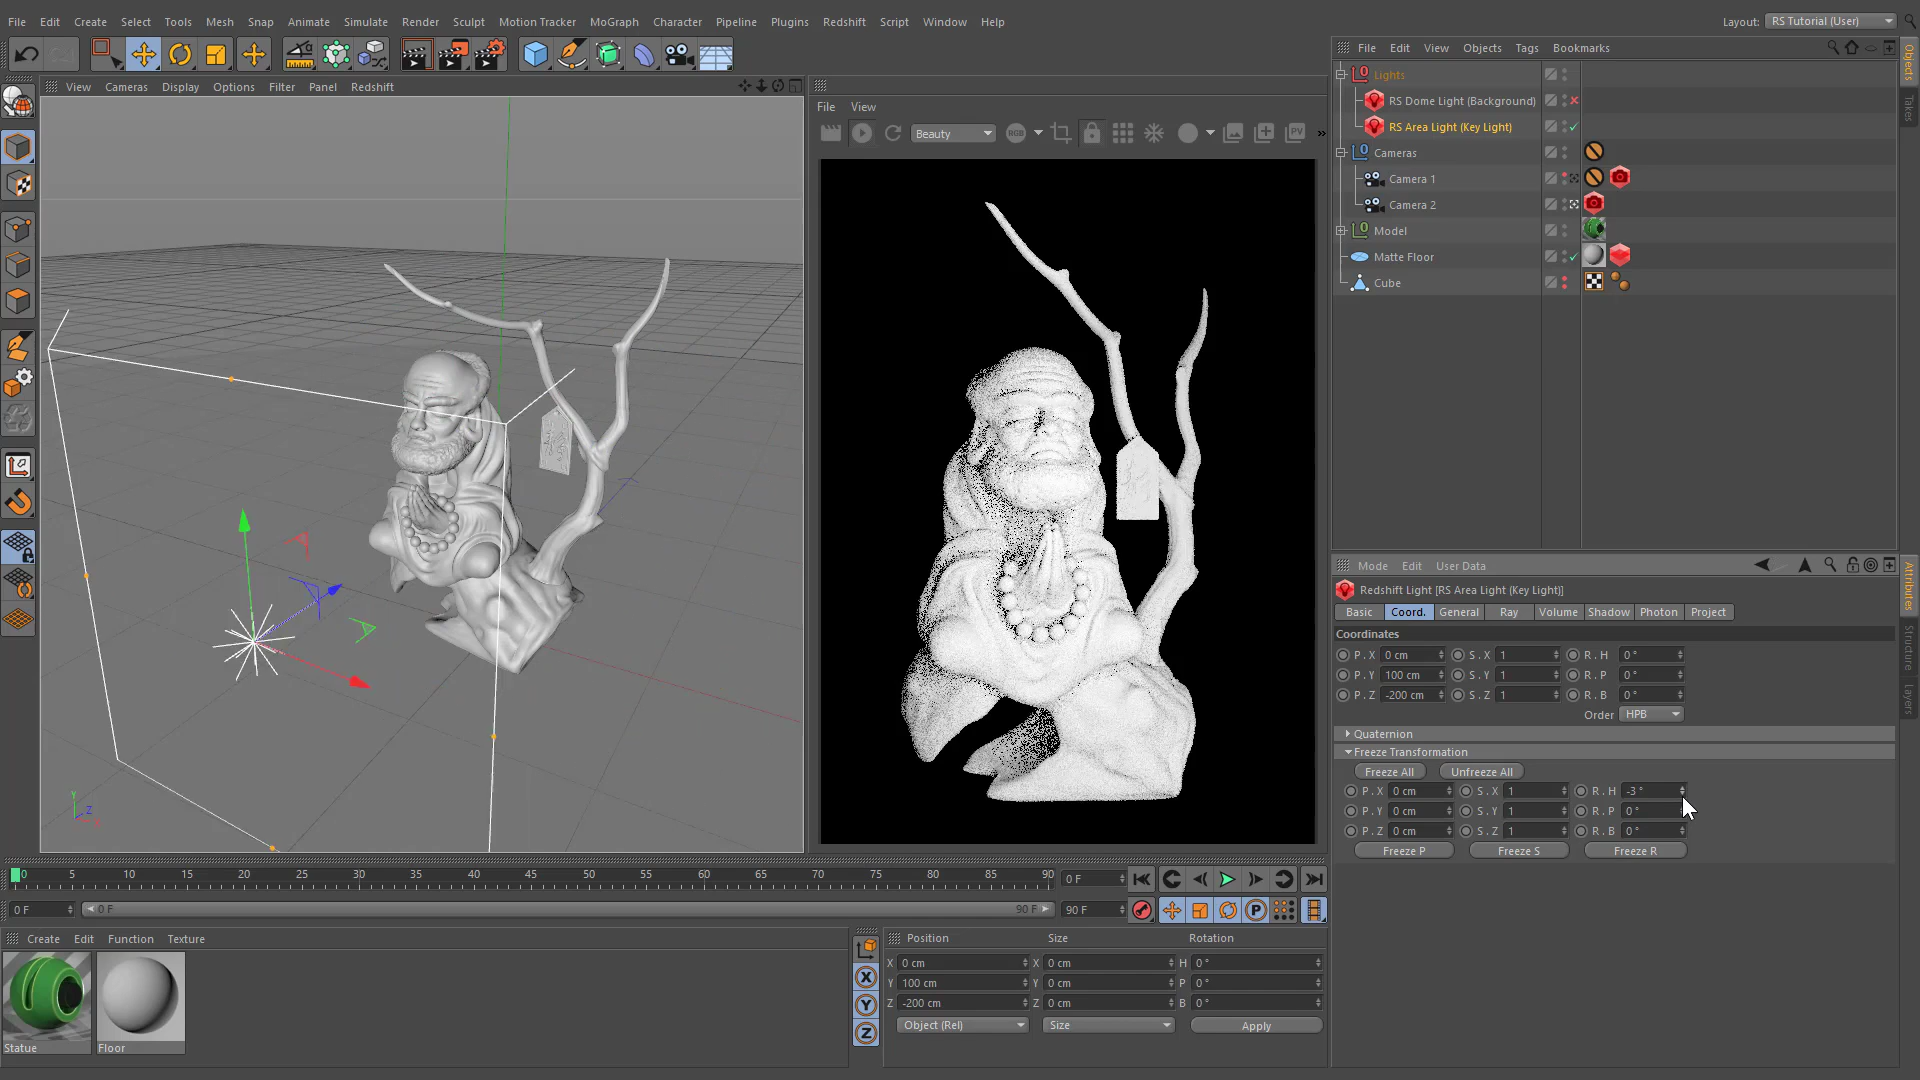 File Edit Create Select Tools Mesh Snap Animate Simulate Render Sculpt Motion Tracker MoGraph Character Pipeline Plugins Redshift Script Window Help
Layout: RS Tutorial (User)
View Cameras Display Options Filter Panel Redshift
File View
Beauty
RGB
PV
File Edit View Objects Tags Bookmarks
Lights
RS Dome Light (Background)
RS Area Light (Key Light)
Cameras
Camera 1
Camera 2
Model
Matte Floor
Cube
Objects
Takes
Mode Edit User Data
Redshift Light [RS Area Light (Key Light)]
Basic Coord. General Ray Volume Shadow Photon Project
Coordinates
P . X 0 cm S . X 1 R . H 0 °
P . Y 100 cm S . Y 1 R . P 0 °
P . Z -200 cm S . Z 1 R . B 0 °
Order HPB
Quaternion
Freeze Transformation
Freeze All Unfreeze All
P . X 0 cm S . X 1 R . H -3 °
P . Y 0 cm S . Y 1 R . P 0 °
P . Z 0 cm S . Z 1 R . B 0 °
Freeze P Freeze S Freeze R
Attributes
Structure
Layers
Y
Z
X
0 5 10 15 20 25 30 35 40 45 50 55 60 65 70 75 80 85 90
0 F
0 F 0 F 90 F 90 F
P
Create Edit Function Texture
Statue Floor
X
Y
Z
Position Size Rotation
X 0 cm X 0 cm H 0 °
Y 100 cm Y 0 cm P 0 °
Z -200 cm Z 0 cm B 0 °
Object (Rel) Size Apply